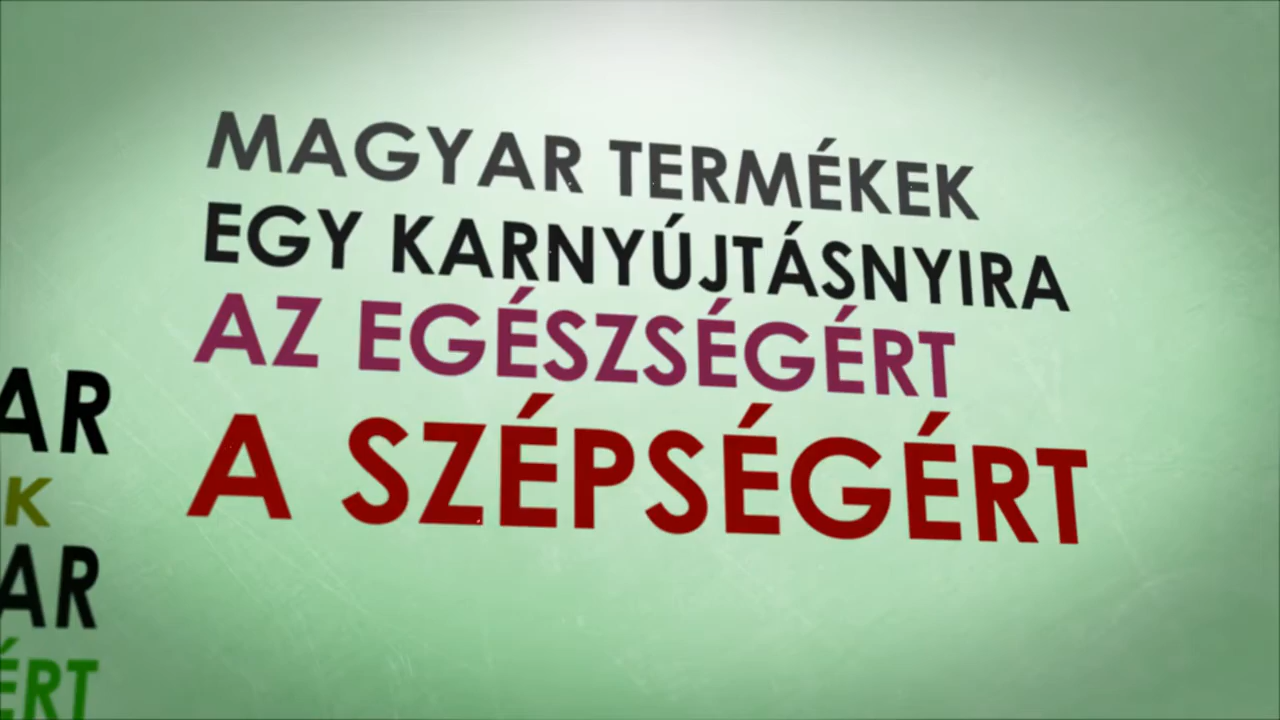 MAGYAR TERMÉKEK
EGY KARNYÚJTÁSNYIRA
AZ EGÉSZSÉGÉRT
A SZÉPSÉGÉRT